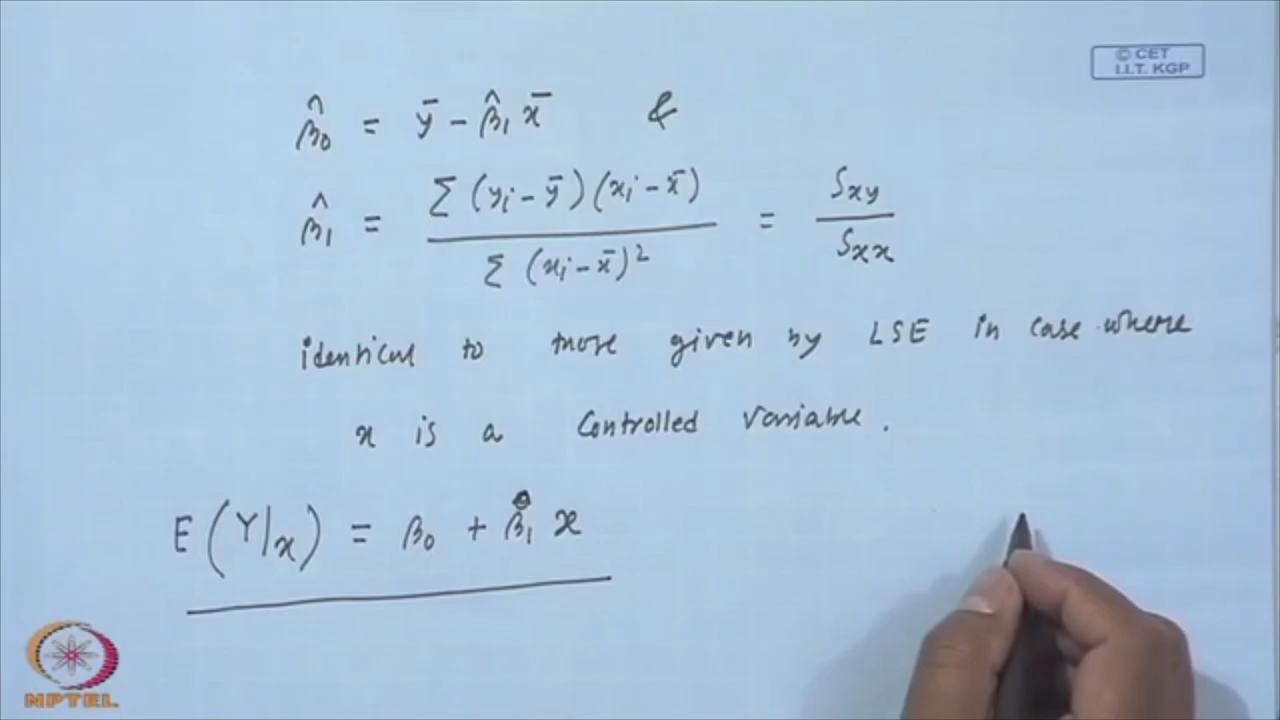 © CET
I.I.T. KGP
β̂0 = ȳ − β̂1 x̄ &
β̂1 = Σ (yi − ȳ)(xi − x̄) / Σ (xi − x̄)² = Sxy / Sxx
identical to those given by LSE in case where
x is a controlled variable.
E(Y|x) = β0 + β1 x
NPTEL